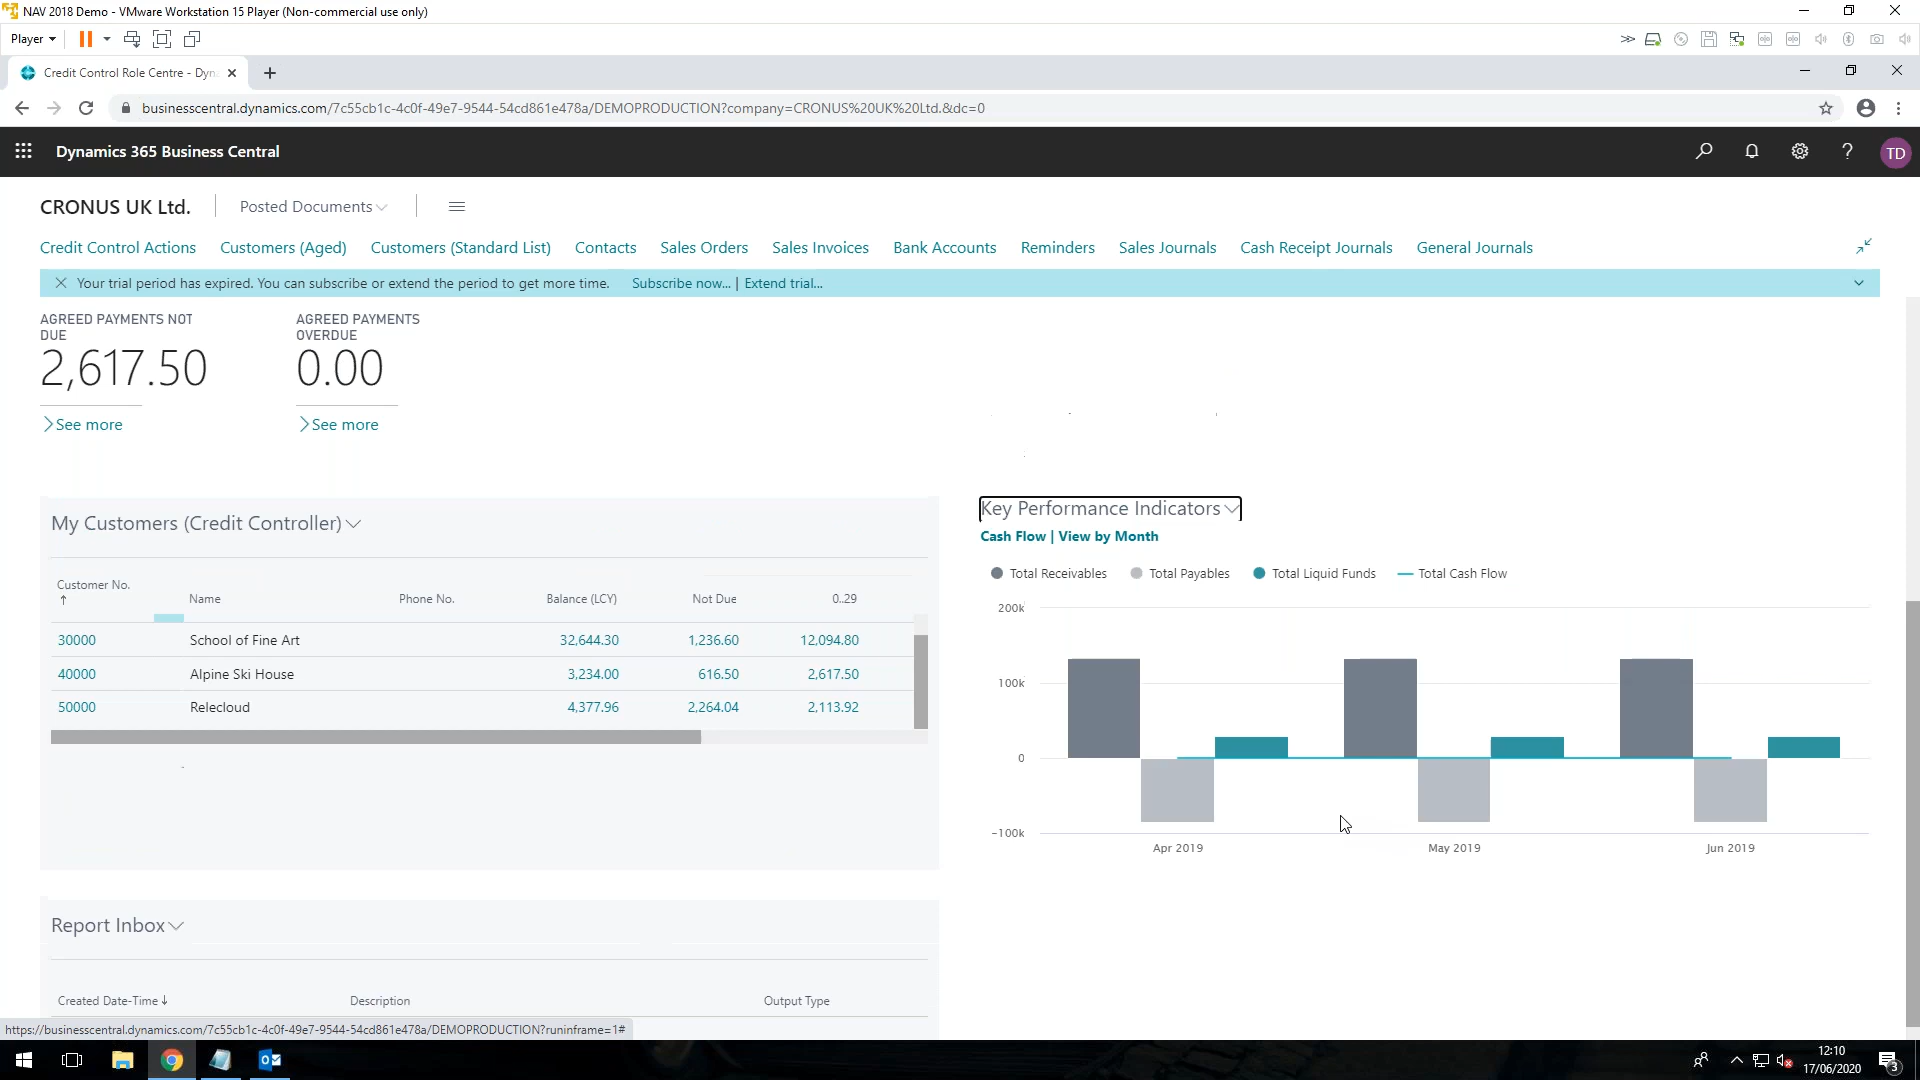 NAV 2018 Demo - VMware Workstation 15 Player (Non-commercial use only)
Player
Credit Control Role Centre - Dyn
businesscentral.dynamics.com/7c55cb1c-4c0f-49e7-9544-54cd861e478a/DEMOPRODUCTION?company=CRONUS%20UK%20Ltd.&dc=0
Dynamics 365 Business Central
TD
CRONUS UK Ltd.
Posted Documents
Credit Control Actions Customers (Aged) Customers (Standard List) Contacts Sales Orders Sales Invoices Bank Accounts Reminders Sales Journals Cash Receipt Journals General Journals
Your trial period has expired. You can subscribe or extend the period to get more time. Subscribe now... | Extend trial...
AGREED PAYMENTS NOT DUE
2,617.50
See more
AGREED PAYMENTS OVERDUE
0.00
See more
My Customers (Credit Controller)
Customer No. ↑ Name Phone No. Balance (LCY) Not Due 0..29
30000 School of Fine Art 32,644.30 1,236.60 12,094.80
40000 Alpine Ski House 3,234.00 616.50 2,617.50
50000 Relecloud 4,377.96 2,264.04 2,113.92
Key Performance Indicators
Cash Flow | View by Month
Total Receivables Total Payables Total Liquid Funds Total Cash Flow
200k
100k
0
-100k
Apr 2019 May 2019 Jun 2019
Report Inbox
Created Date-Time ↓ Description Output Type
https://businesscentral.dynamics.com/7c55cb1c-4c0f-49e7-9544-54cd861e478a/DEMOPRODUCTION?runinframe=1#
12:10
17/06/2020
3